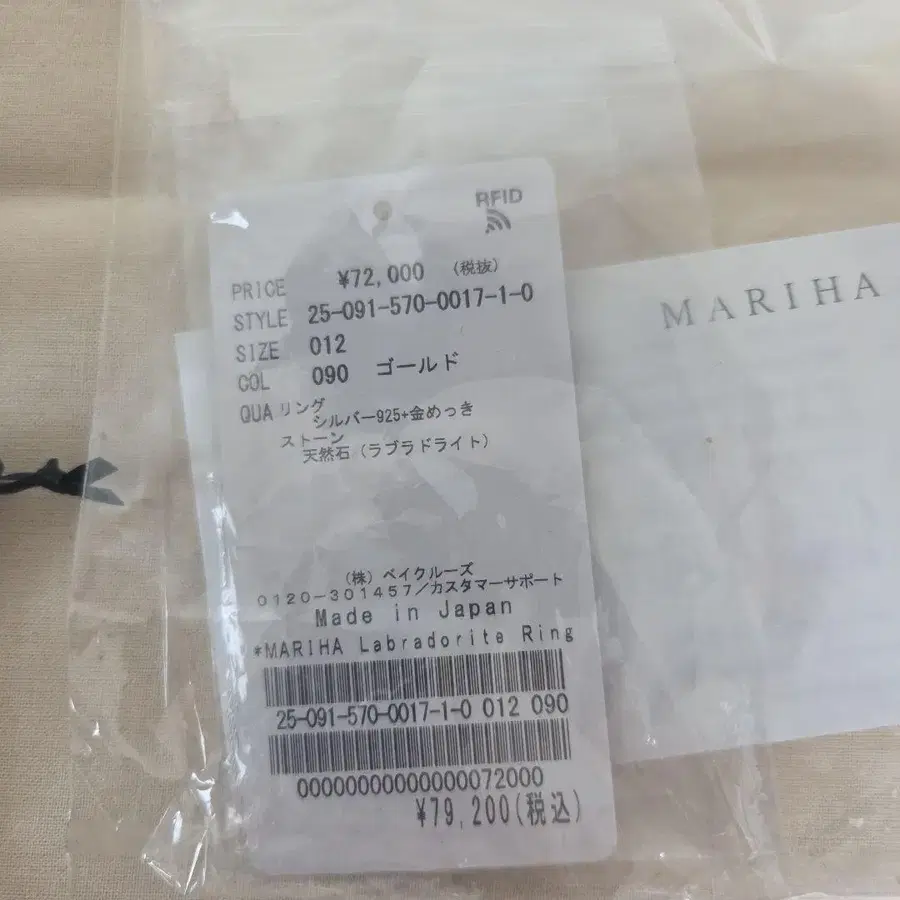 RFID
PRICE ¥72,000 (税抜)
STYLE 25-091-570-0017-1-0
SIZE 012
COL 090 ゴールド
QUA リング
シルバー925+金めっき
ストーン
天然石(ラブラドライト)
(株)ベイクルーズ
0120-301457/カスタマーサポート
Made in Japan
*MARIHA Labradorite Ring
25-091-570-0017-1-0 012 090
00000000000000072000
¥79,200(税込)
MARIHA